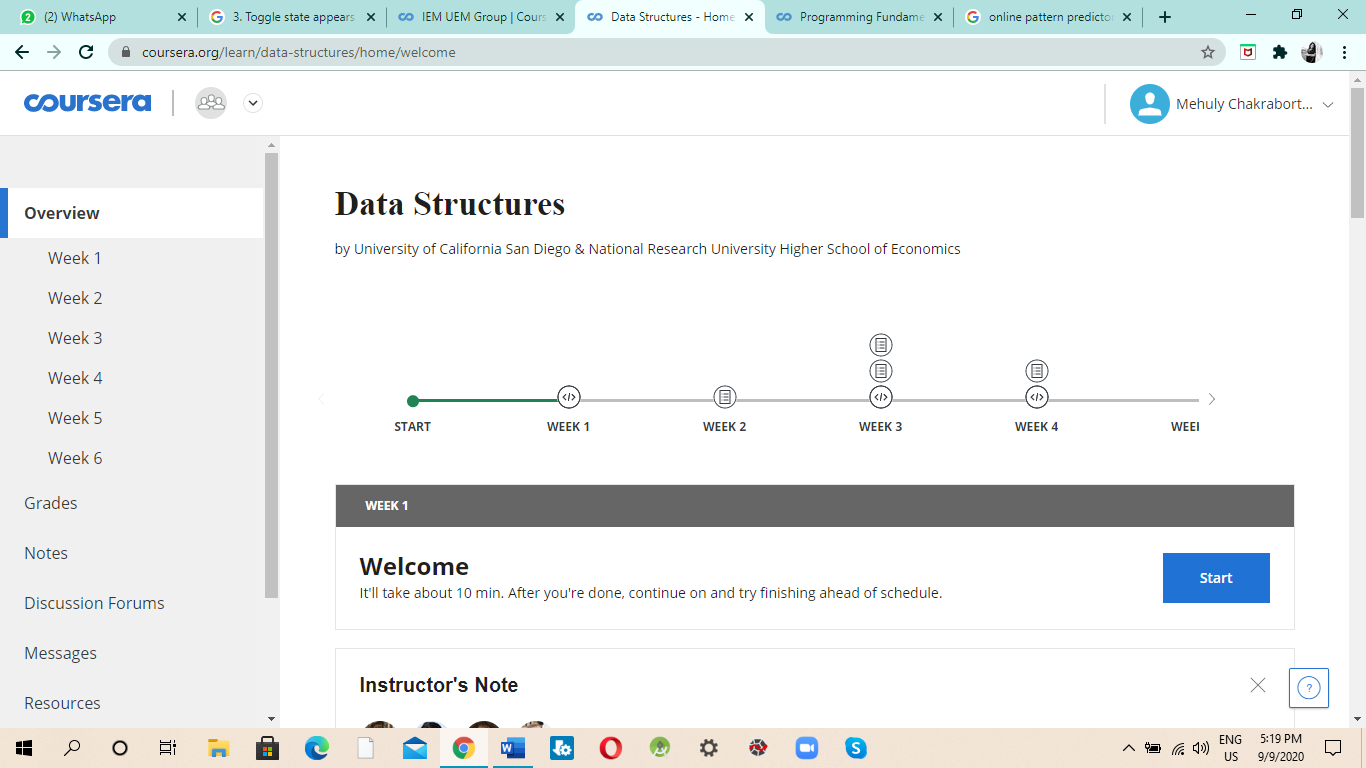 (2) WhatsApp
3. Toggle state appears
IEM UEM Group | Cours
Data Structures - Home
Programming Fundame
online pattern predictor
coursera.org/learn/data-structures/home/welcome
coursera
Mehuly Chakrabort...
Overview
Week 1
Week 2
Week 3
Week 4
Week 5
Week 6
Grades
Notes
Discussion Forums
Messages
Resources
Data Structures
by University of California San Diego & National Research University Higher School of Economics
START
WEEK 1
WEEK 2
WEEK 3
WEEK 4
WEEI
WEEK 1
Welcome
It'll take about 10 min. After you're done, continue on and try finishing ahead of schedule.
Start
Instructor's Note
?
ENG
US
5:19 PM
9/9/2020